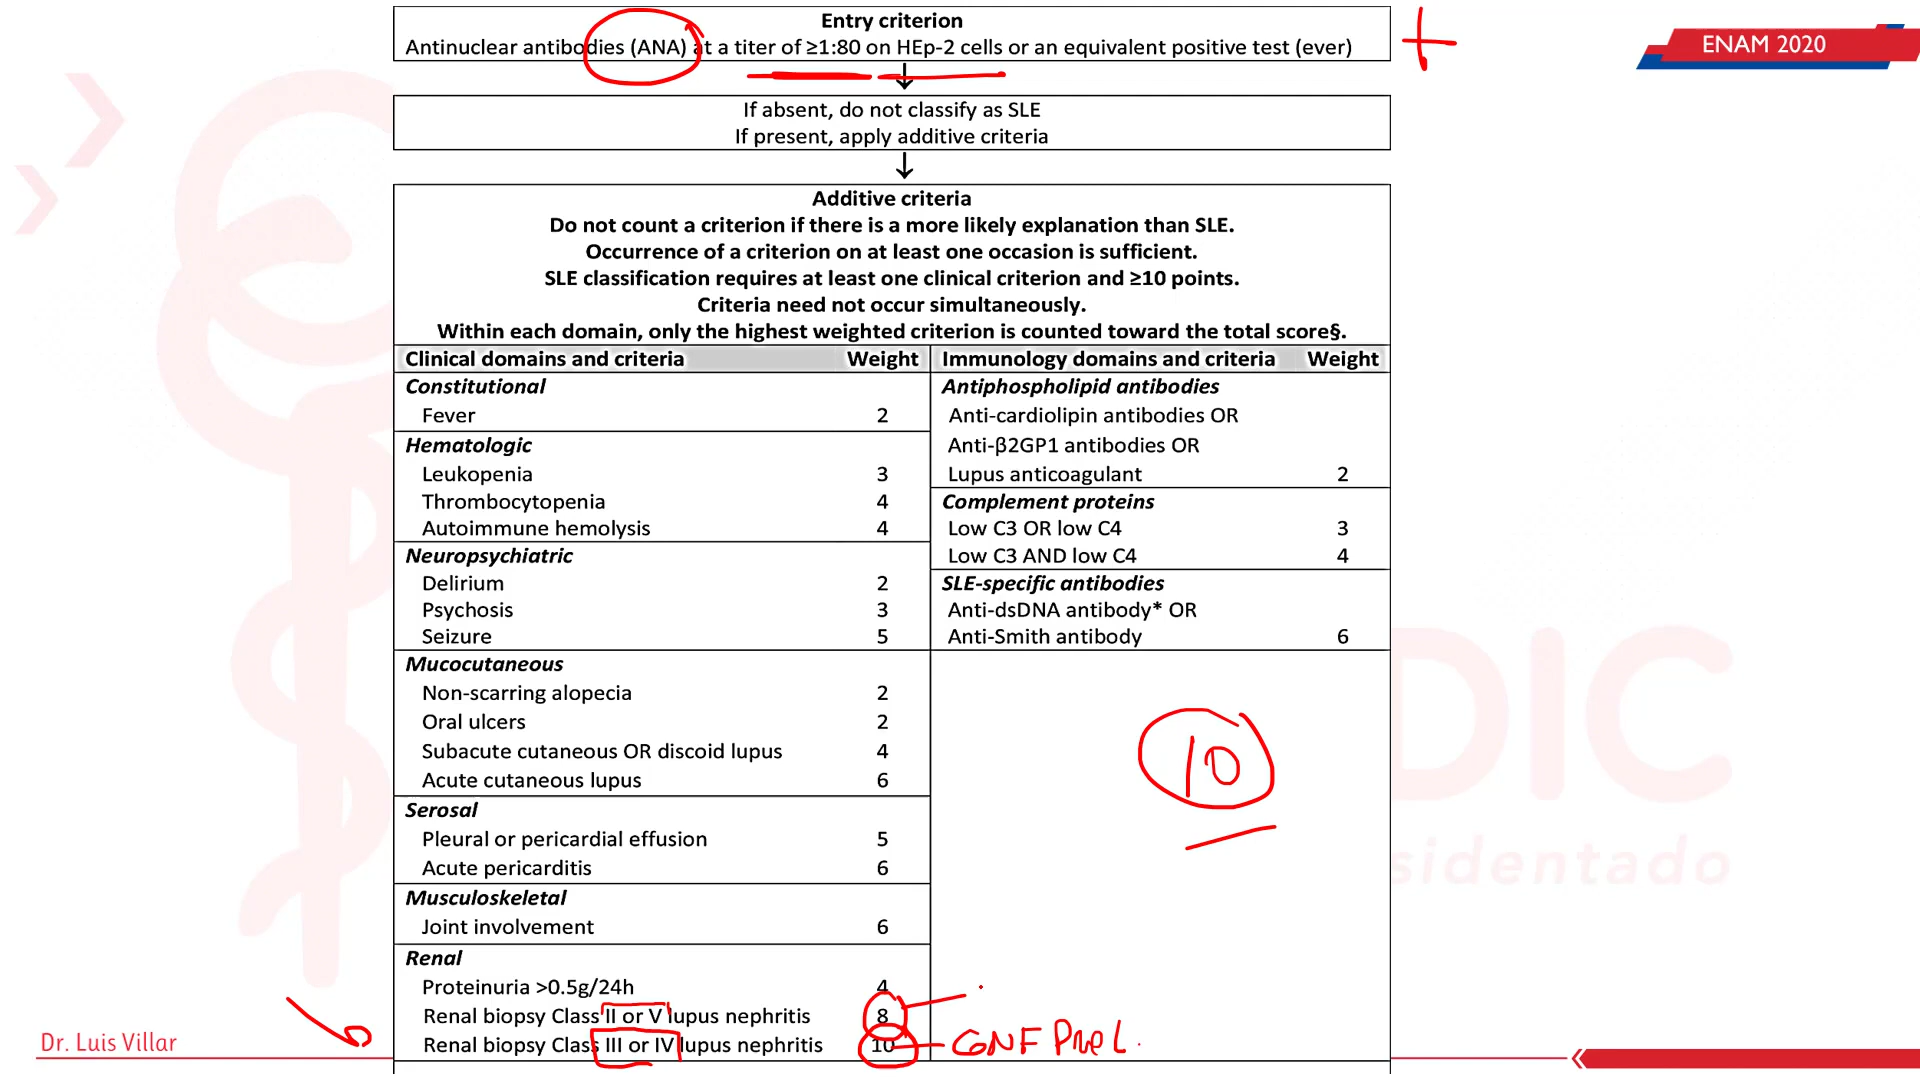 Entry criterion
Antinuclear antibodies (ANA) at a titer of ≥1:80 on HEp-2 cells or an equivalent positive test (ever)
+
ENAM 2020
If absent, do not classify as SLE
If present, apply additive criteria
Additive criteria
Do not count a criterion if there is a more likely explanation than SLE.
Occurrence of a criterion on at least one occasion is sufficient.
SLE classification requires at least one clinical criterion and ≥10 points.
Criteria need not occur simultaneously.
Within each domain, only the highest weighted criterion is counted toward the total score§.
Clinical domains and criteria Weight
Constitutional
Fever 2
Hematologic
Leukopenia 3
Thrombocytopenia 4
Autoimmune hemolysis 4
Neuropsychiatric
Delirium 2
Psychosis 3
Seizure 5
Mucocutaneous
Non-scarring alopecia 2
Oral ulcers 2
Subacute cutaneous OR discoid lupus 4
Acute cutaneous lupus 6
Serosal
Pleural or pericardial effusion 5
Acute pericarditis 6
Musculoskeletal
Joint involvement 6
Renal
Proteinuria >0.5g/24h 4
Renal biopsy Class II or V lupus nephritis 8
Renal biopsy Class III or IV lupus nephritis 10
Immunology domains and criteria Weight
Antiphospholipid antibodies
Anti-cardiolipin antibodies OR
Anti-β2GP1 antibodies OR
Lupus anticoagulant 2
Complement proteins
Low C3 OR low C4 3
Low C3 AND low C4 4
SLE-specific antibodies
Anti-dsDNA antibody* OR
Anti-Smith antibody 6
10
DIC
sidentado
Dr. Luis Villar